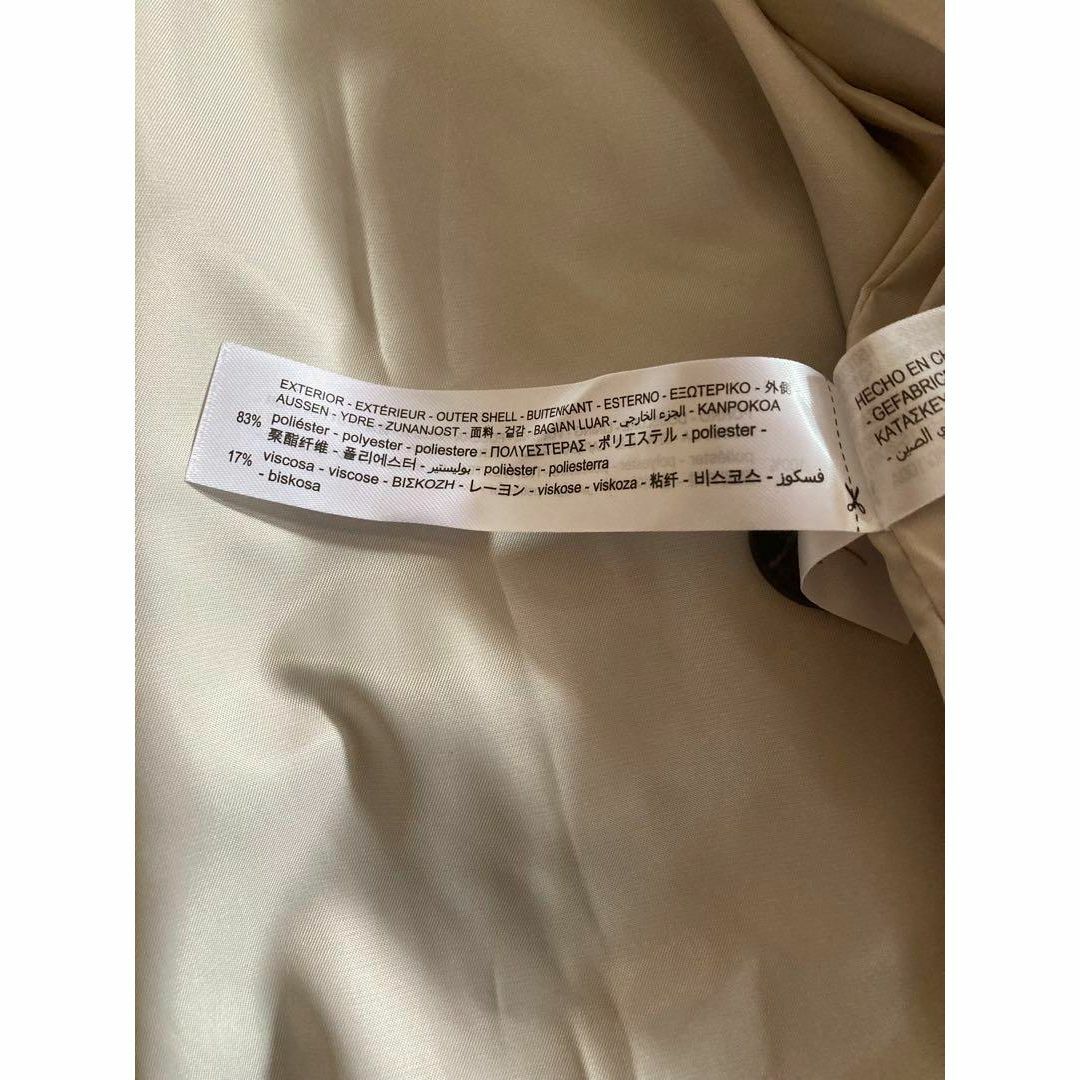 EXTERIOR - EXTÉRIEUR - OUTER SHELL - BUITENKANT - ESTERNO - ΕΞΩΤΕΡΙΚΟ - 外側
AUSSEN - YDRE - ZUNANJOST - 面料 - 겉감 - BAGIAN LUAR - الجزء الخارجي - KANPOKOA
83% poliéster - polyester - poliestere - ΠΟΛΥΕΣΤΕΡΑΣ - ポリエステル - poliester -
聚酯纤维 - 폴리에스터 - بوليستير - polièster - poliesterra
17% viscosa - viscose - ΒΙΣΚΟΖΗ - レーヨン - viskose - viskoza - 粘纤 - 비스코스 - فسكوز
- biskosa
HECHO EN
- GEFABRIC
ΚΑΤΑΣΚΕΥ
الصين